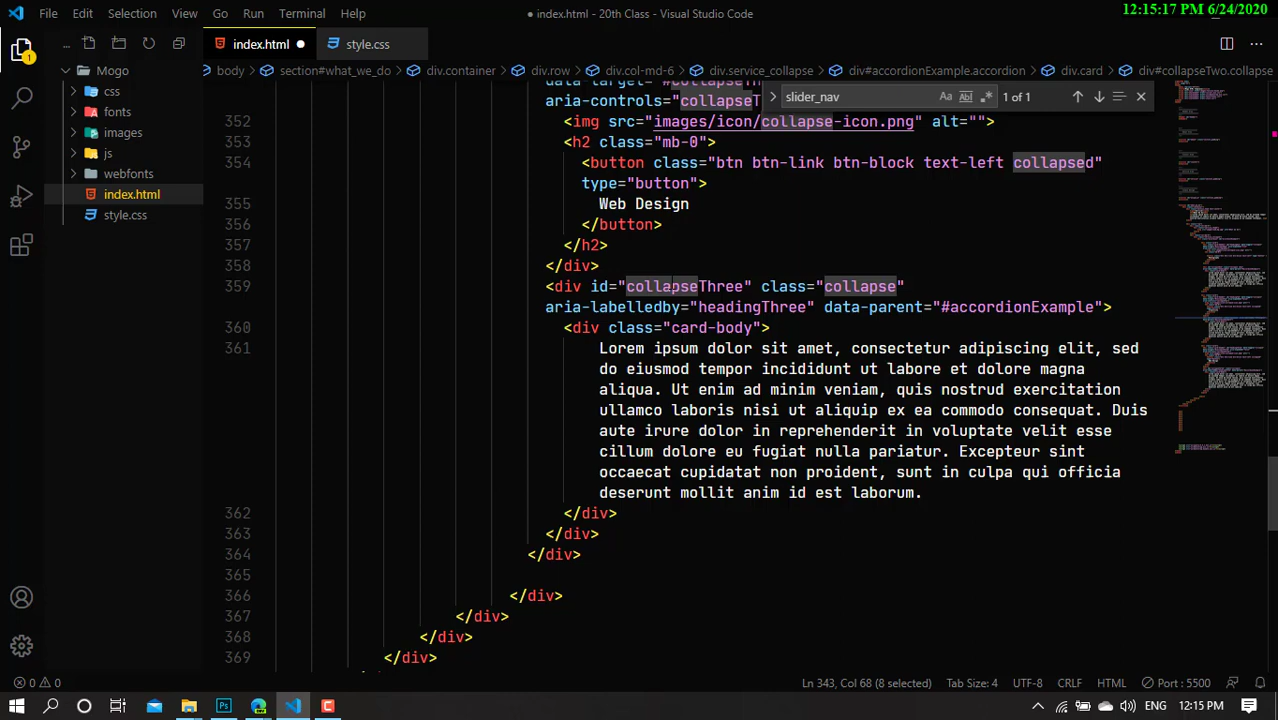 File Edit Selection View Go Run Terminal Help
● index.html - 20th Class - Visual Studio Code
12:15:17 PM 6/24/2020
... index.html ● style.css ...
Mogo
css
fonts
images
js
webfonts
index.html
style.css
1
body section#what_we_do div.container div.row div.col-md-6 div.service_collapse div#accordionExample.accordion div.card div#collapseTwo.collapse
slider_nav Aa Abl .* 1 of 1
aria-controls="collapseT
352 <img src="images/icon/collapse-icon.png" alt="">
353 <h2 class="mb-0">
354 <button class="btn btn-link btn-block text-left collapsed"
type="button">
355 Web Design
356 </button>
357 </h2>
358 </div>
359 <div id="collapseThree" class="collapse"
aria-labelledby="headingThree" data-parent="#accordionExample">
360 <div class="card-body">
361 Lorem ipsum dolor sit amet, consectetur adipiscing elit, sed
do eiusmod tempor incididunt ut labore et dolore magna
aliqua. Ut enim ad minim veniam, quis nostrud exercitation
ullamco laboris nisi ut aliquip ex ea commodo consequat. Duis
aute irure dolor in reprehenderit in voluptate velit esse
cillum dolore eu fugiat nulla pariatur. Excepteur sint
occaecat cupidatat non proident, sunt in culpa qui officia
deserunt mollit anim id est laborum.
362 </div>
363 </div>
364 </div>
365
366 </div>
367 </div>
368 </div>
369 </div>
0 0 Ln 343, Col 68 (8 selected) Tab Size: 4 UTF-8 CRLF HTML Port : 5500
Ps C ENG 12:15 PM